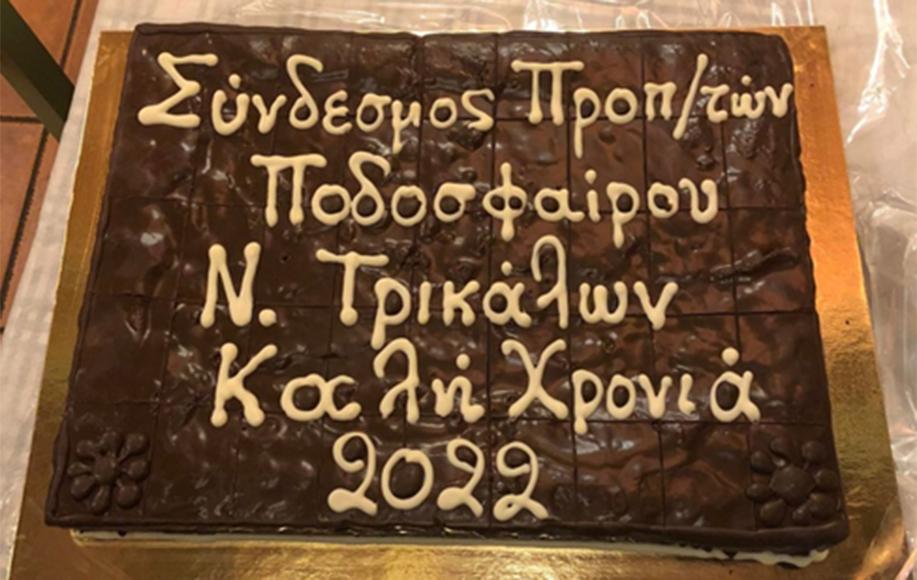 Σύνδεσμος Προπ/τών
Ποδοσφαίρου
Ν. Τρικάλων
Καλή Χρονιά
2022